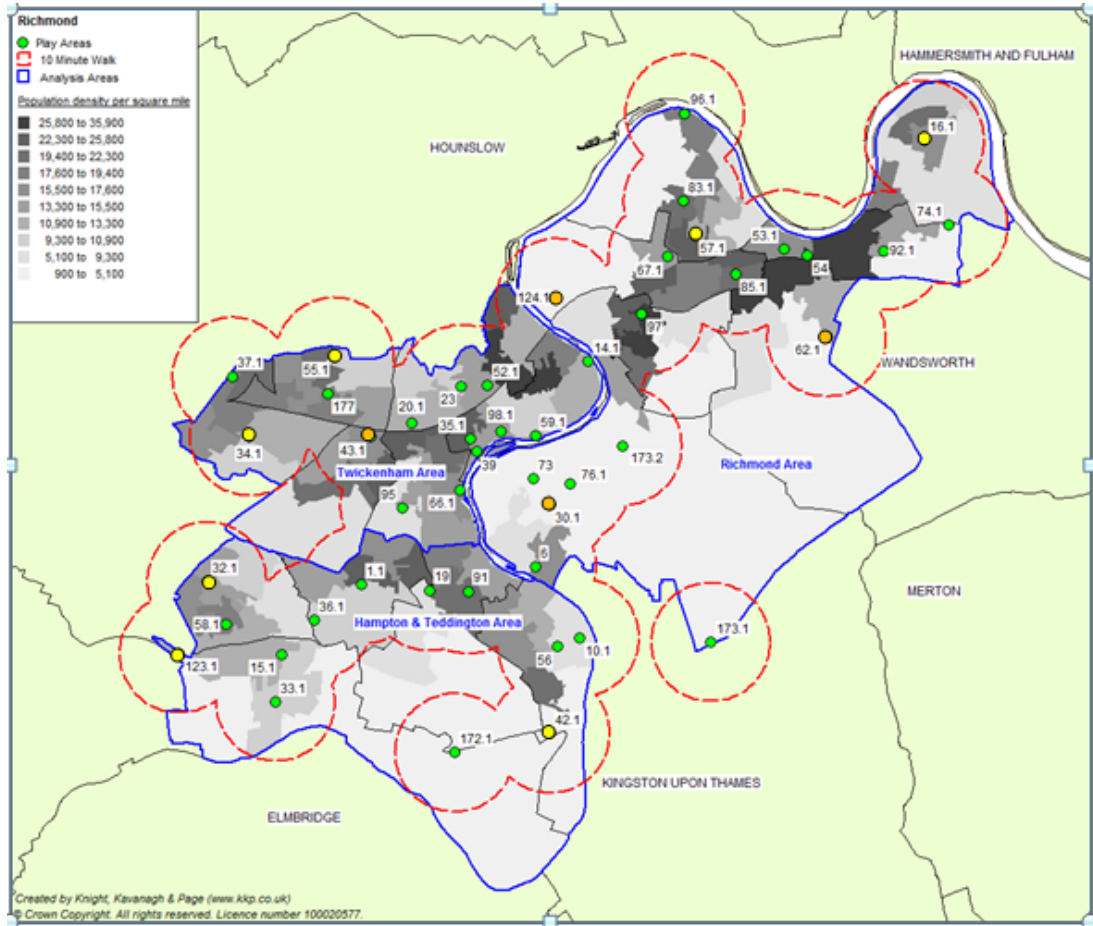 Richmond
Play Areas
10 Minute Walk
Analysis Areas
Population density per square mile
25,800 to 35,900
22,300 to 25,800
19,400 to 22,300
17,600 to 19,400
15,500 to 17,600
13,300 to 15,500
10,900 to 13,300
9,300 to 10,900
5,100 to 9,300
900 to 5,100
HAMMERSMITH AND FULHAM
96.1
16.1
HOUNSLOW
83.1
74.1
57.1
53.1
67.1
54
92.1
85.1
124.1
97
62.1
14.1
WANDSWORTH
37.1
55.1
52.1
177
23
20.1
98.1
59.1
35.1
34.1
43.1
39
173.2
Twickenham Area
Richmond Area
73
76.1
95
66.1
30.1
6
32.1
1.1
19
91
MERTON
58.1
36.1
Hampton & Teddington Area
173.1
56
10.1
123.1
15.1
33.1
42.1
172.1
KINGSTON UPON THAMES
ELMBRIDGE
Created by Knight, Kavanagh & Page (www.kkp.co.uk)
© Crown Copyright. All rights reserved. Licence number 100020577.